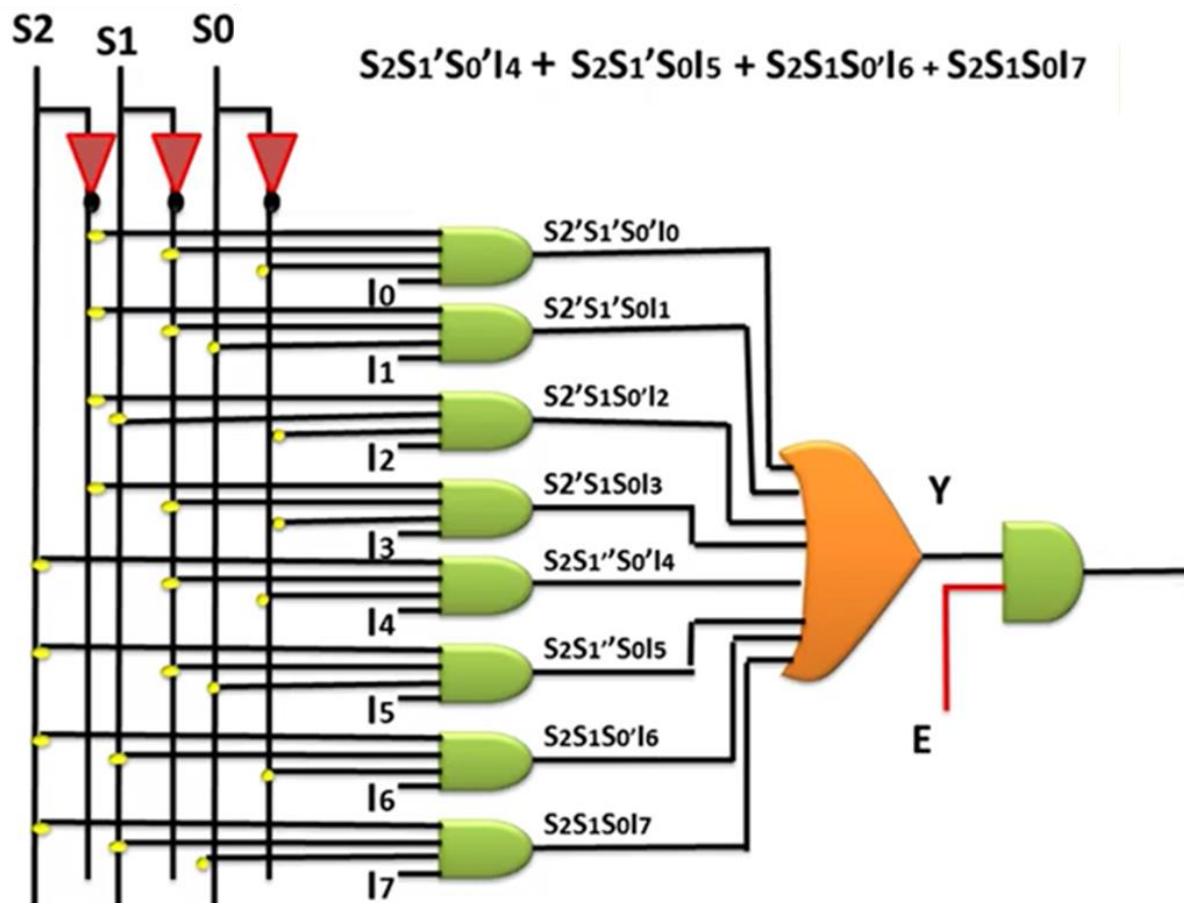 S2 S1 S0
S2S1'S0'I4 + S2S1'S0I5 + S2S1S0'I6 + S2S1S0I7
S2'S1'S0'I0
I0
S2'S1'S0I1
I1
S2'S1S0'I2
I2
S2'S1S0I3
I3
S2S1''S0'I4
I4
S2S1''S0I5
I5
S2S1S0'I6
I6
S2S1S0I7
I7
Y
E